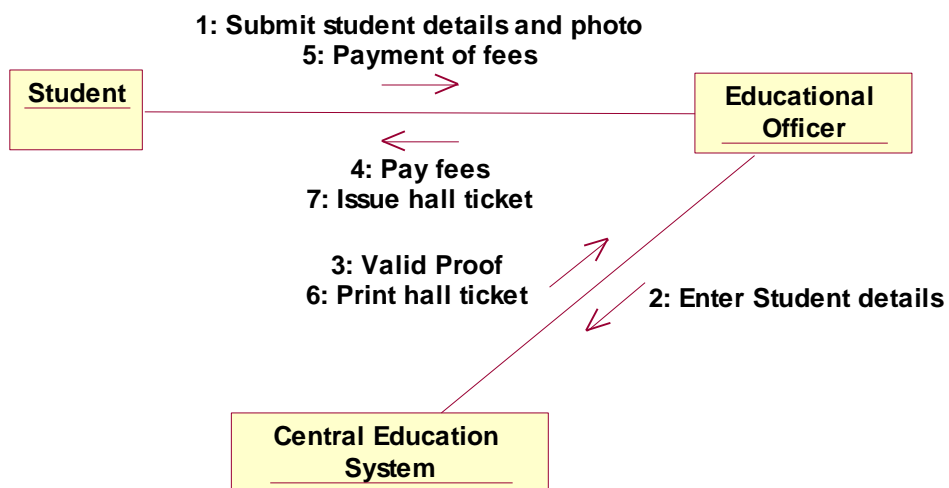 1: Submit student details and photo
5: Payment of fees
Student
Educational
Officer
4: Pay fees
7: Issue hall ticket
3: Valid Proof
6: Print hall ticket
2: Enter Student details
Central Education
System